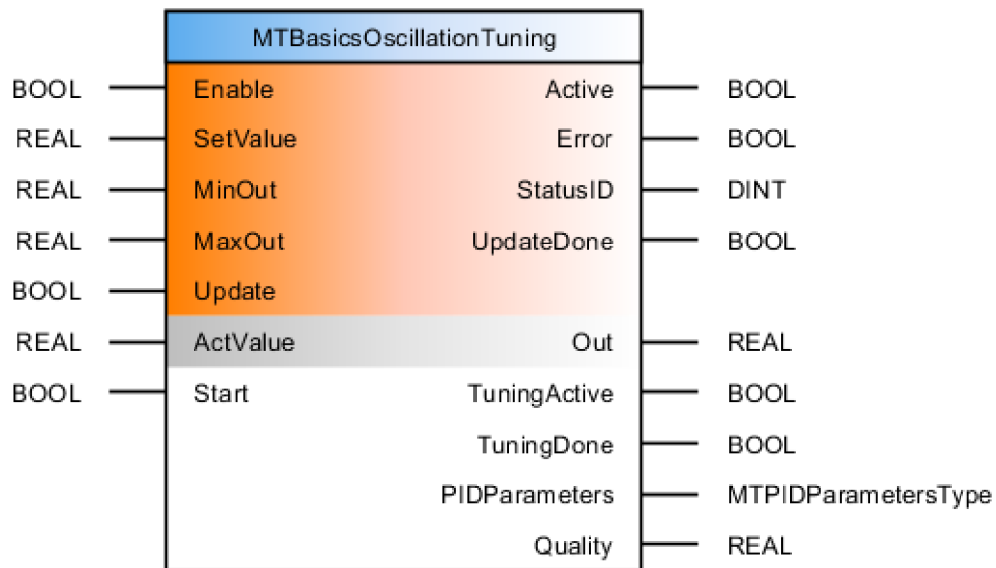 MTBasicsOscillationTuning
BOOL Enable Active BOOL
REAL SetValue Error BOOL
REAL MinOut StatusID DINT
REAL MaxOut UpdateDone BOOL
BOOL Update
REAL ActValue Out REAL
BOOL Start TuningActive BOOL
TuningDone BOOL
PIDParameters MTPIDParametersType
Quality REAL